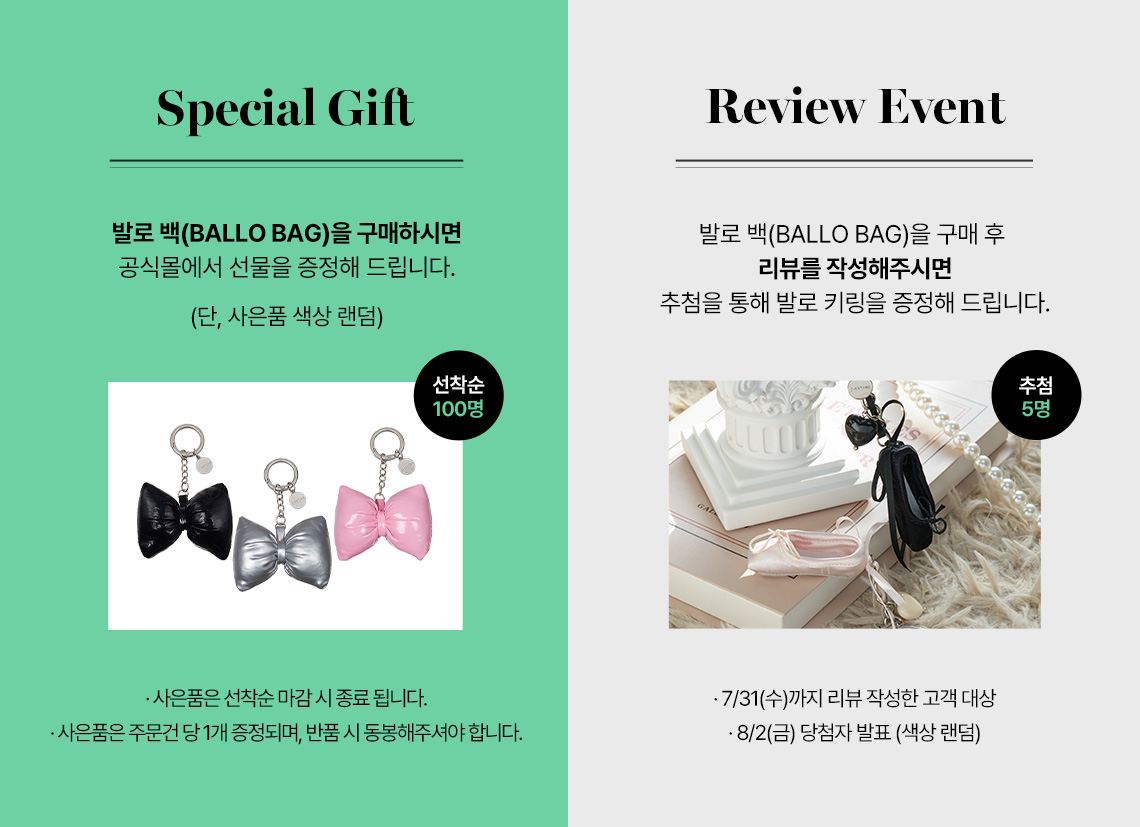 Special Gift
발로 백(BALLO BAG)을 구매하시면
공식몰에서 선물을 증정해 드립니다.
(단, 사은품 색상 랜덤)
선착순
100명
· 사은품은 선착순 마감 시 종료 됩니다.
· 사은품은 주문건 당 1개 증정되며, 반품 시 동봉해주셔야 합니다.
Review Event
발로 백(BALLO BAG)을 구매 후
리뷰를 작성해주시면
추첨을 통해 발로 키링을 증정해 드립니다.
추첨
5명
· 7/31(수)까지 리뷰 작성한 고객 대상
· 8/2(금) 당첨자 발표 (색상 랜덤)